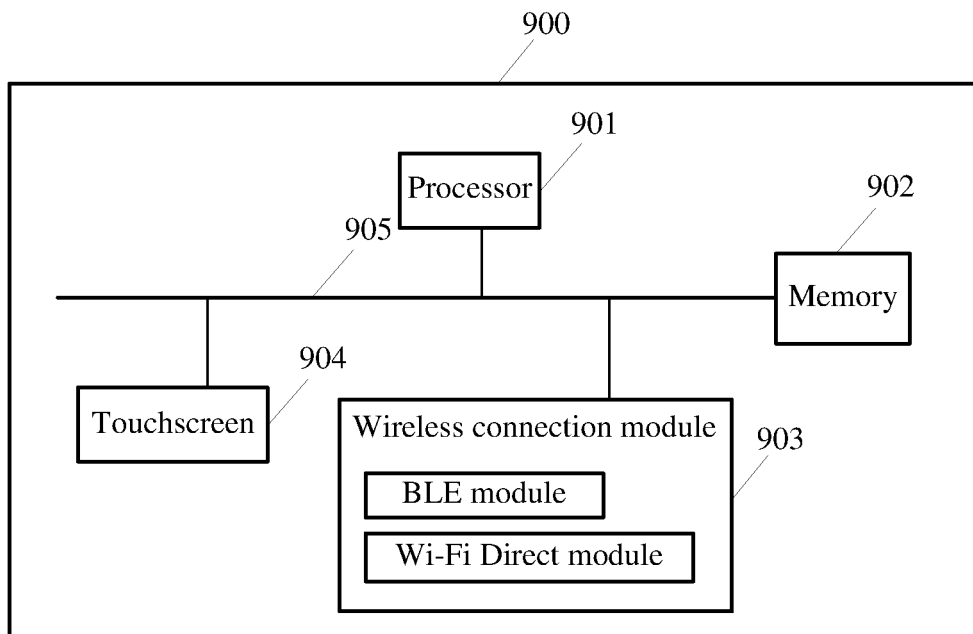 900
901
Processor
902
905
Memory
904
Touchscreen
Wireless connection module
903
BLE module
Wi-Fi Direct module